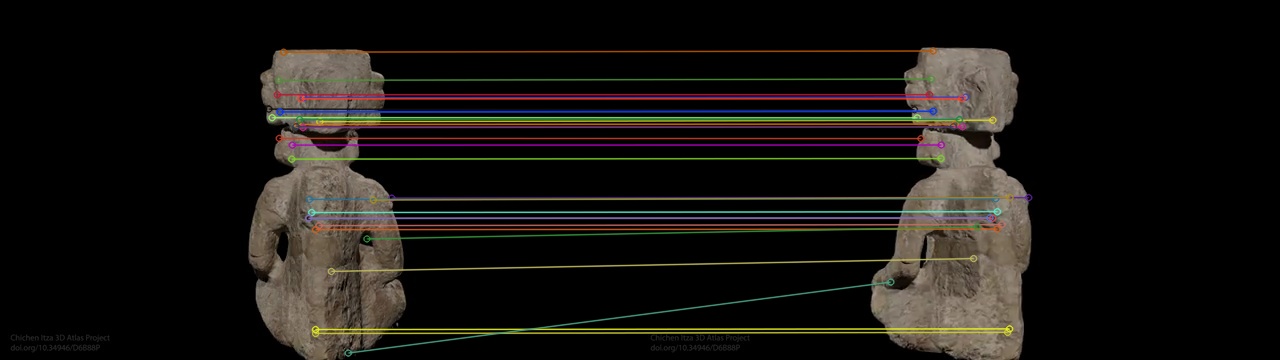 Chichen Itza 3D Atlas Project
doi.org/10.34946/D6B88P
Chichen Itza 3D Atlas Project
doi.org/10.34946/D6B88P